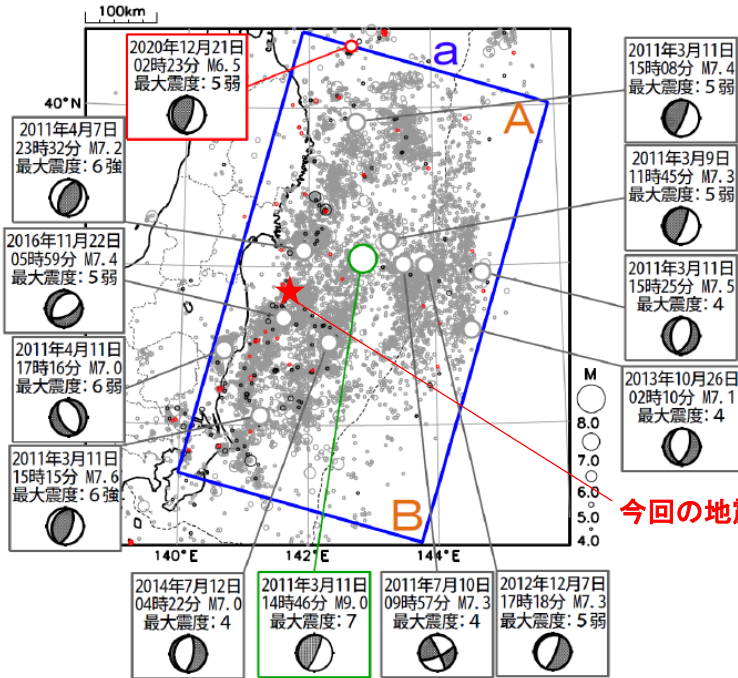 100km
2020年12月21日
02時23分 M6.5
最大震度:5弱
a
2011年3月11日
15時08分 M7.4
最大震度:5弱
40°N
A
2011年4月7日
23時32分 M7.2
最大震度:6強
2011年3月9日
11時45分 M7.3
最大震度:5弱
2016年11月22日
05時59分 M7.4
最大震度:5弱
2011年3月11日
15時25分 M7.5
最大震度:4
2011年4月11日
17時16分 M7.0
最大震度:6弱
2013年10月26日
02時10分 M7.1
最大震度:4
M
8.0
7.0
6.0
5.0
4.0
2011年3月11日
15時15分 M7.6
最大震度:6強
今回の地
B
140°E
142°E
144°E
2014年7月12日
04時22分 M7.0
最大震度:4
2011年3月11日
14時46分 M9.0
最大震度:7
2011年7月10日
09時57分 M7.3
最大震度:4
2012年12月7日
17時18分 M7.3
最大震度:5弱